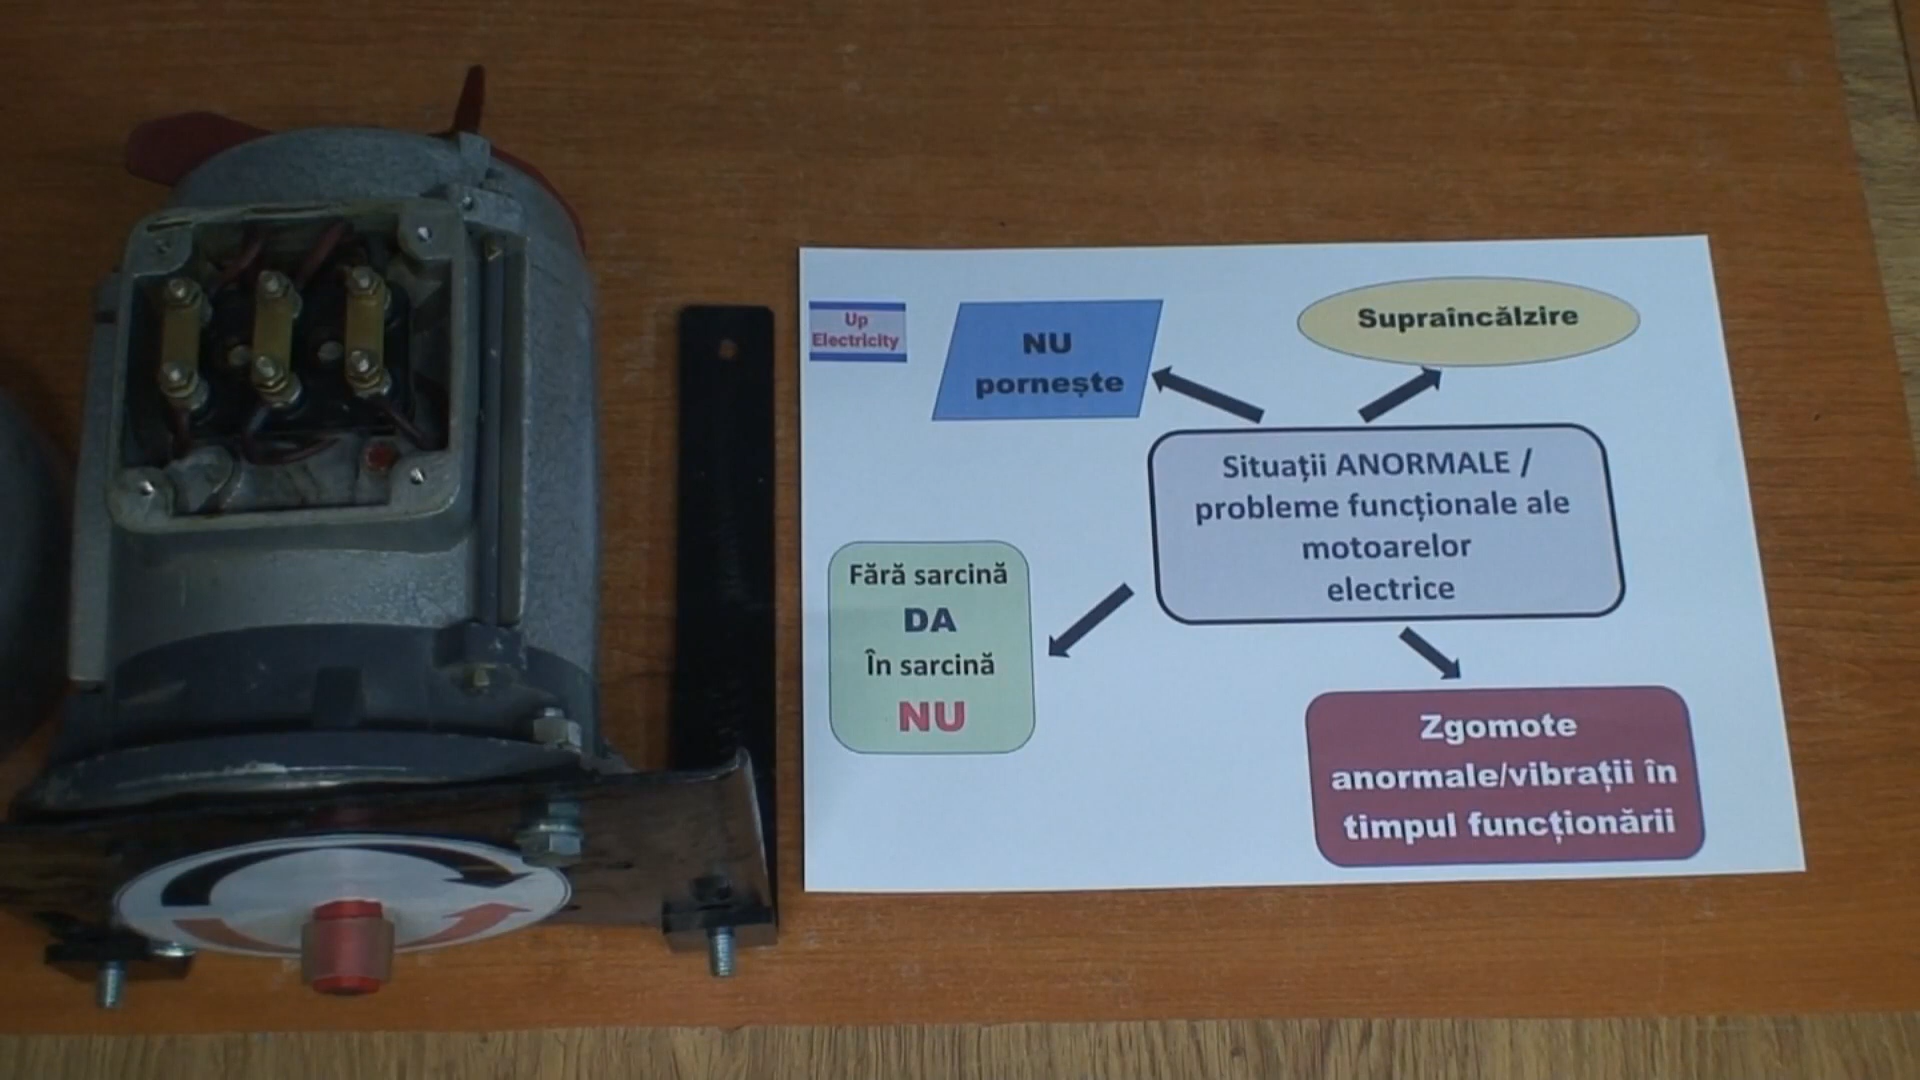 Up
Electricity
NU
pornește
Supraîncălzire
Situații ANORMALE /
probleme funcționale ale
motoarelor
electrice
Fără sarcină
DA
În sarcină
NU
Zgomote
anormale/vibrații în
timpul funcționării